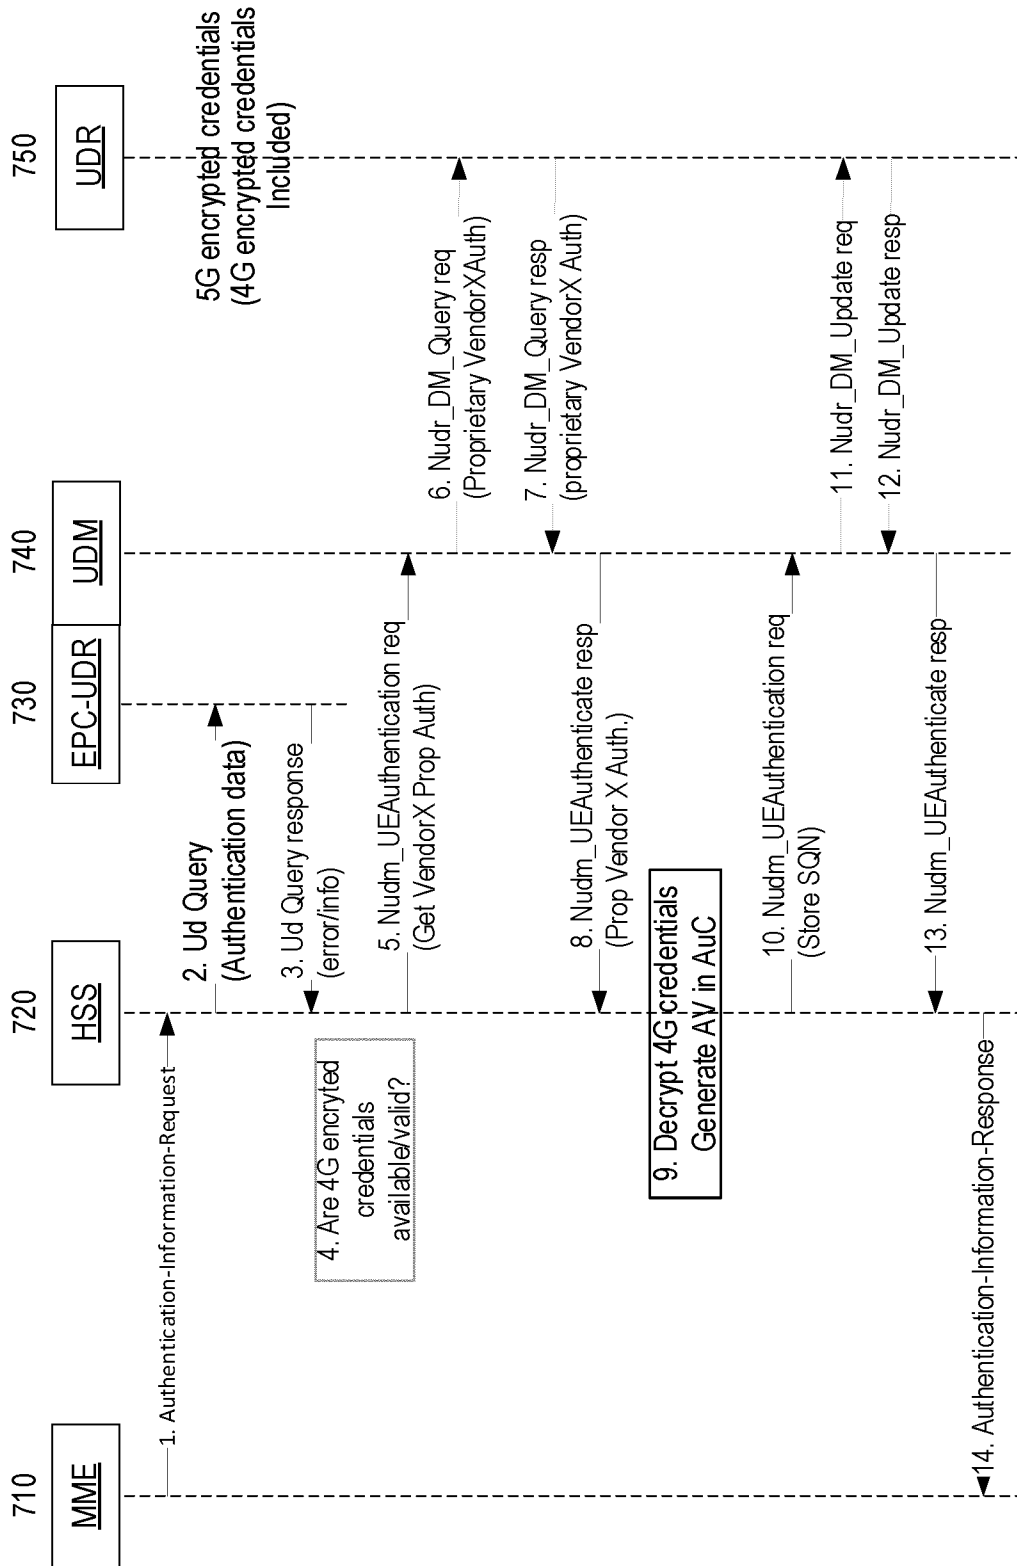 710
720
730
740
750
MME
HSS
EPC-UDR
UDM
UDR
5G encrypted credentials
(4G encrypted credentials
Included)
1. Authentication-Information-Request
2. Ud Query
(Authentication data)
3. Ud Query response
(error/info)
4. Are 4G encryted
credentials
available/valid?
5. Nudm_UEAuthentication req
(Get VendorX Prop Auth)
6. Nudr_DM_Query req
(Proprietary VendorXAuth)
7. Nudr_DM_Query resp
(proprietary VendorX Auth)
8. Nudm_UEAuthenticate resp
(Prop Vendor X Auth.)
9. Decrypt 4G credentials
Generate AV in AuC
10. Nudm_UEAuthentication req
(Store SQN)
11. Nudr_DM_Update req
12. Nudr_DM_Update resp
13. Nudm_UEAuthenticate resp
14. Authentication-Information-Response